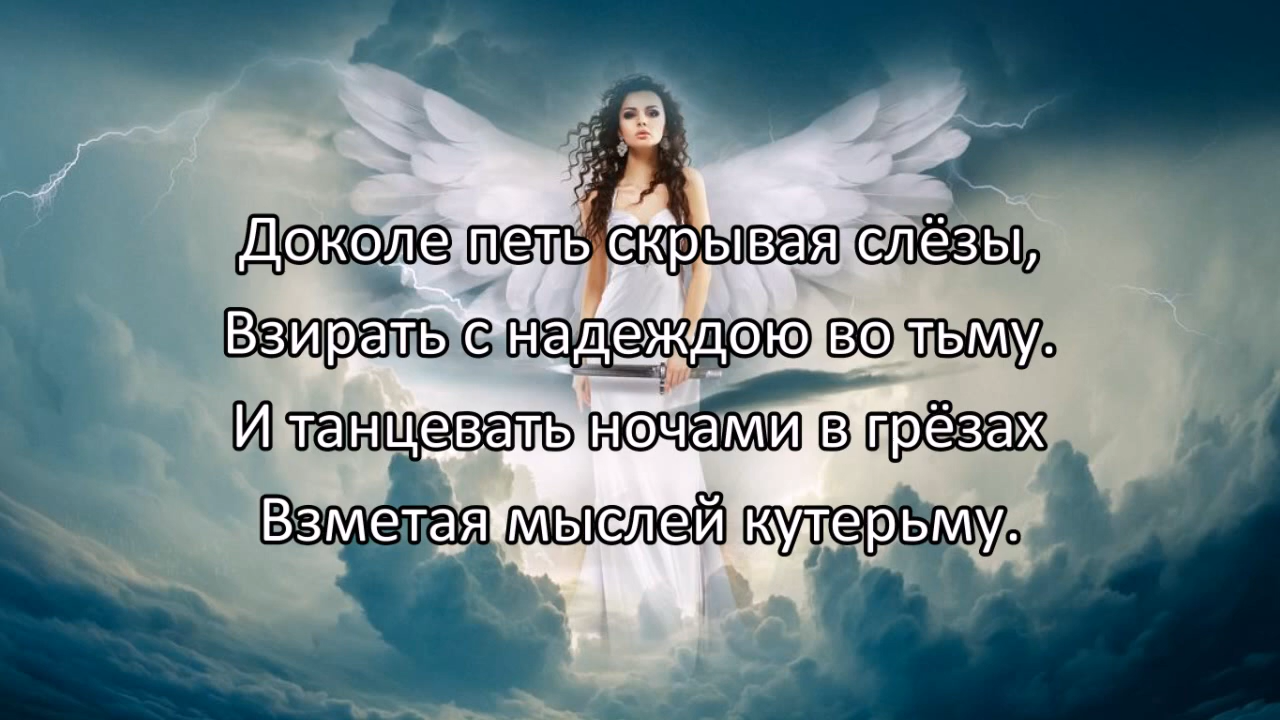 Доколе петь скрывая слёзы,
Взирать с надеждою во тьму.
И танцевать ночами в грёзах
Взметая мыслей кутерьму.